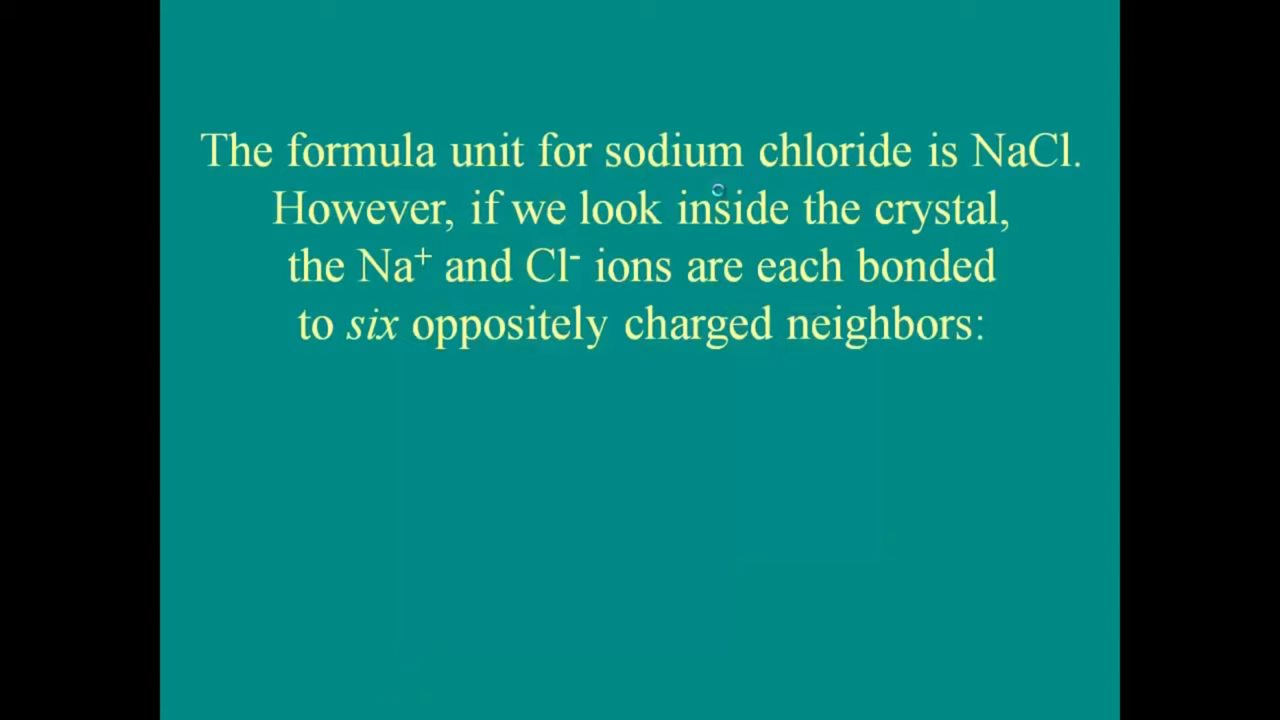 The formula unit for sodium chloride is NaCl.
However, if we look inside the crystal,
the Na⁺ and Cl⁻ ions are each bonded
to six oppositely charged neighbors: